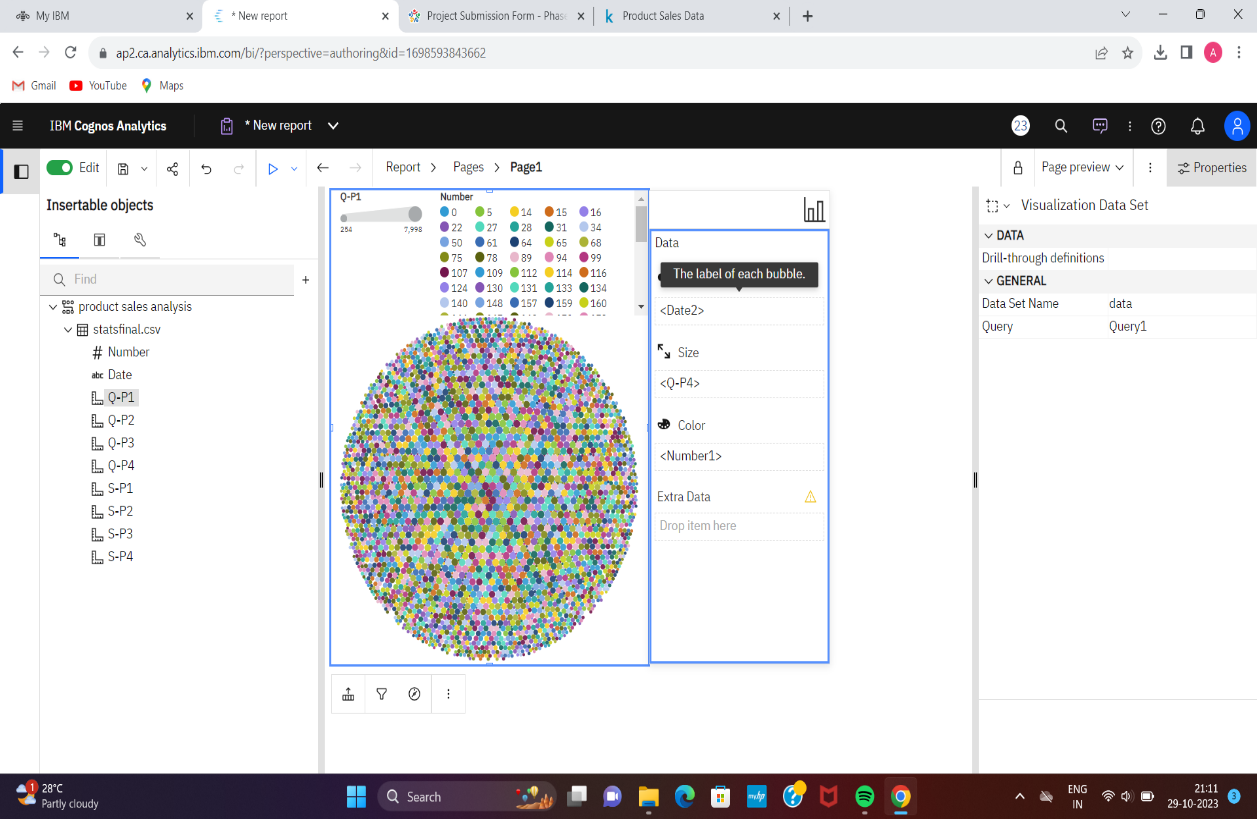 My IBM
* New report
Project Submission Form - Phase
Product Sales Data
ap2.ca.analytics.ibm.com/bi/?perspective=authoring&id=1698593843662
A
Gmail
YouTube
Maps
IBM Cognos Analytics
* New report
23
Edit
Report > Pages > Page1
Page preview
Properties
Insertable objects
Find
+
product sales analysis
statsfinal.csv
# Number
abc Date
Q-P1
Q-P2
Q-P3
Q-P4
S-P1
S-P2
S-P3
S-P4
Q-P1
254 7,998
Number
0 5 14 15 16
22 27 28 31 34
50 61 64 65 68
75 78 89 94 99
107 109 112 114 116
124 130 131 133 134
140 148 157 159 160
Data
The label of each bubble.
<Date2>
Size
<Q-P4>
Color
<Number1>
Extra Data
Drop item here
Visualization Data Set
DATA
Drill-through definitions
GENERAL
Data Set Name data
Query Query1
1
28°C
Partly cloudy
Search
myhp
ENG
IN
21:11
29-10-2023
3